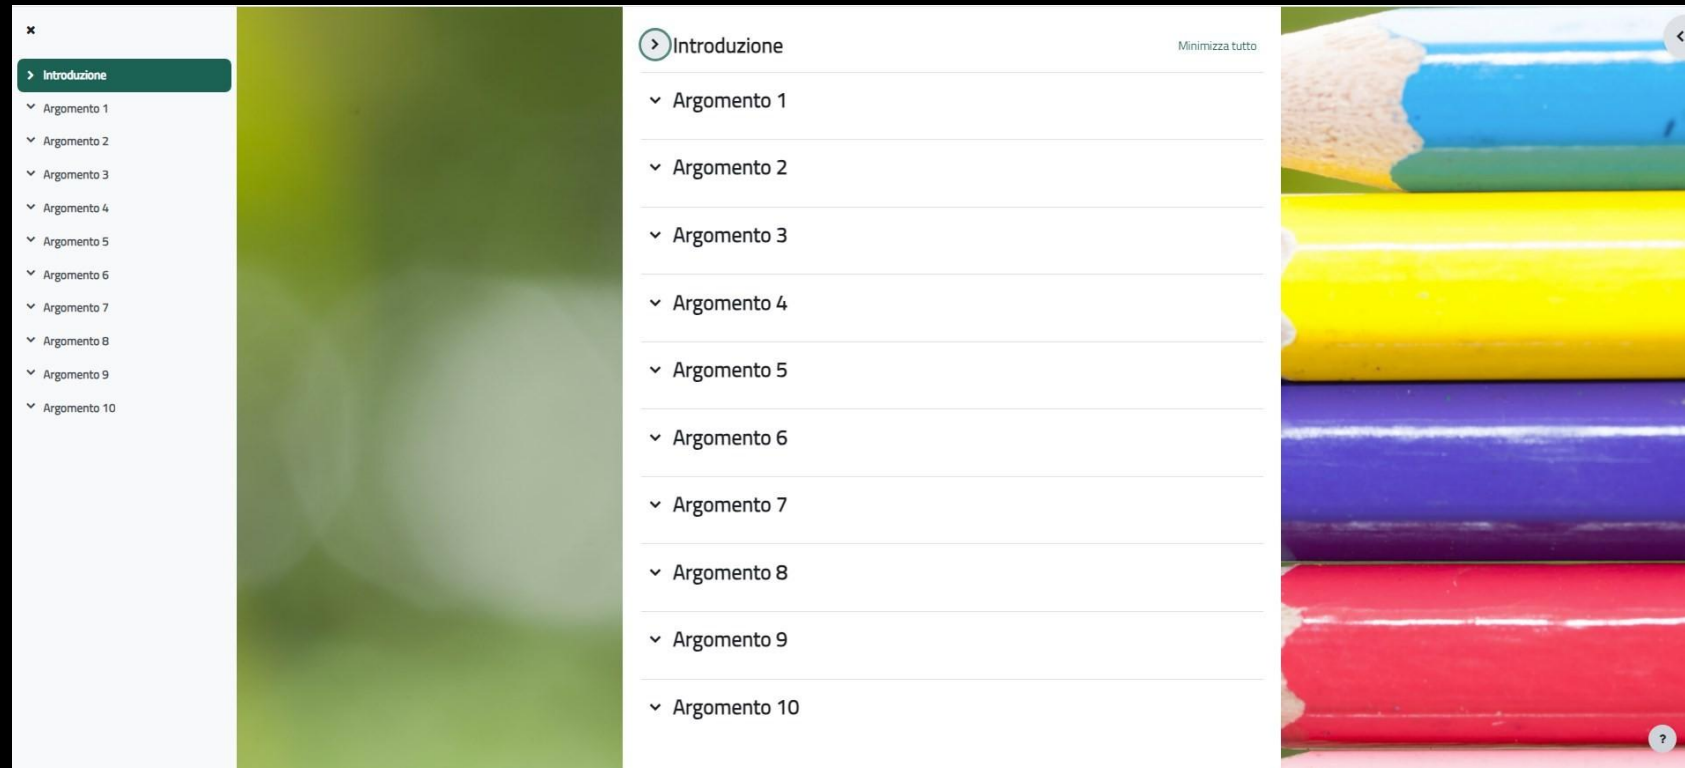 Introduzione
Argomento 1
Argomento 2
Argomento 3
Argomento 4
Argomento 5
Argomento 6
Argomento 7
Argomento 8
Argomento 9
Argomento 10
Introduzione
Minimizza tutto
Argomento 1
Argomento 2
Argomento 3
Argomento 4
Argomento 5
Argomento 6
Argomento 7
Argomento 8
Argomento 9
Argomento 10
?